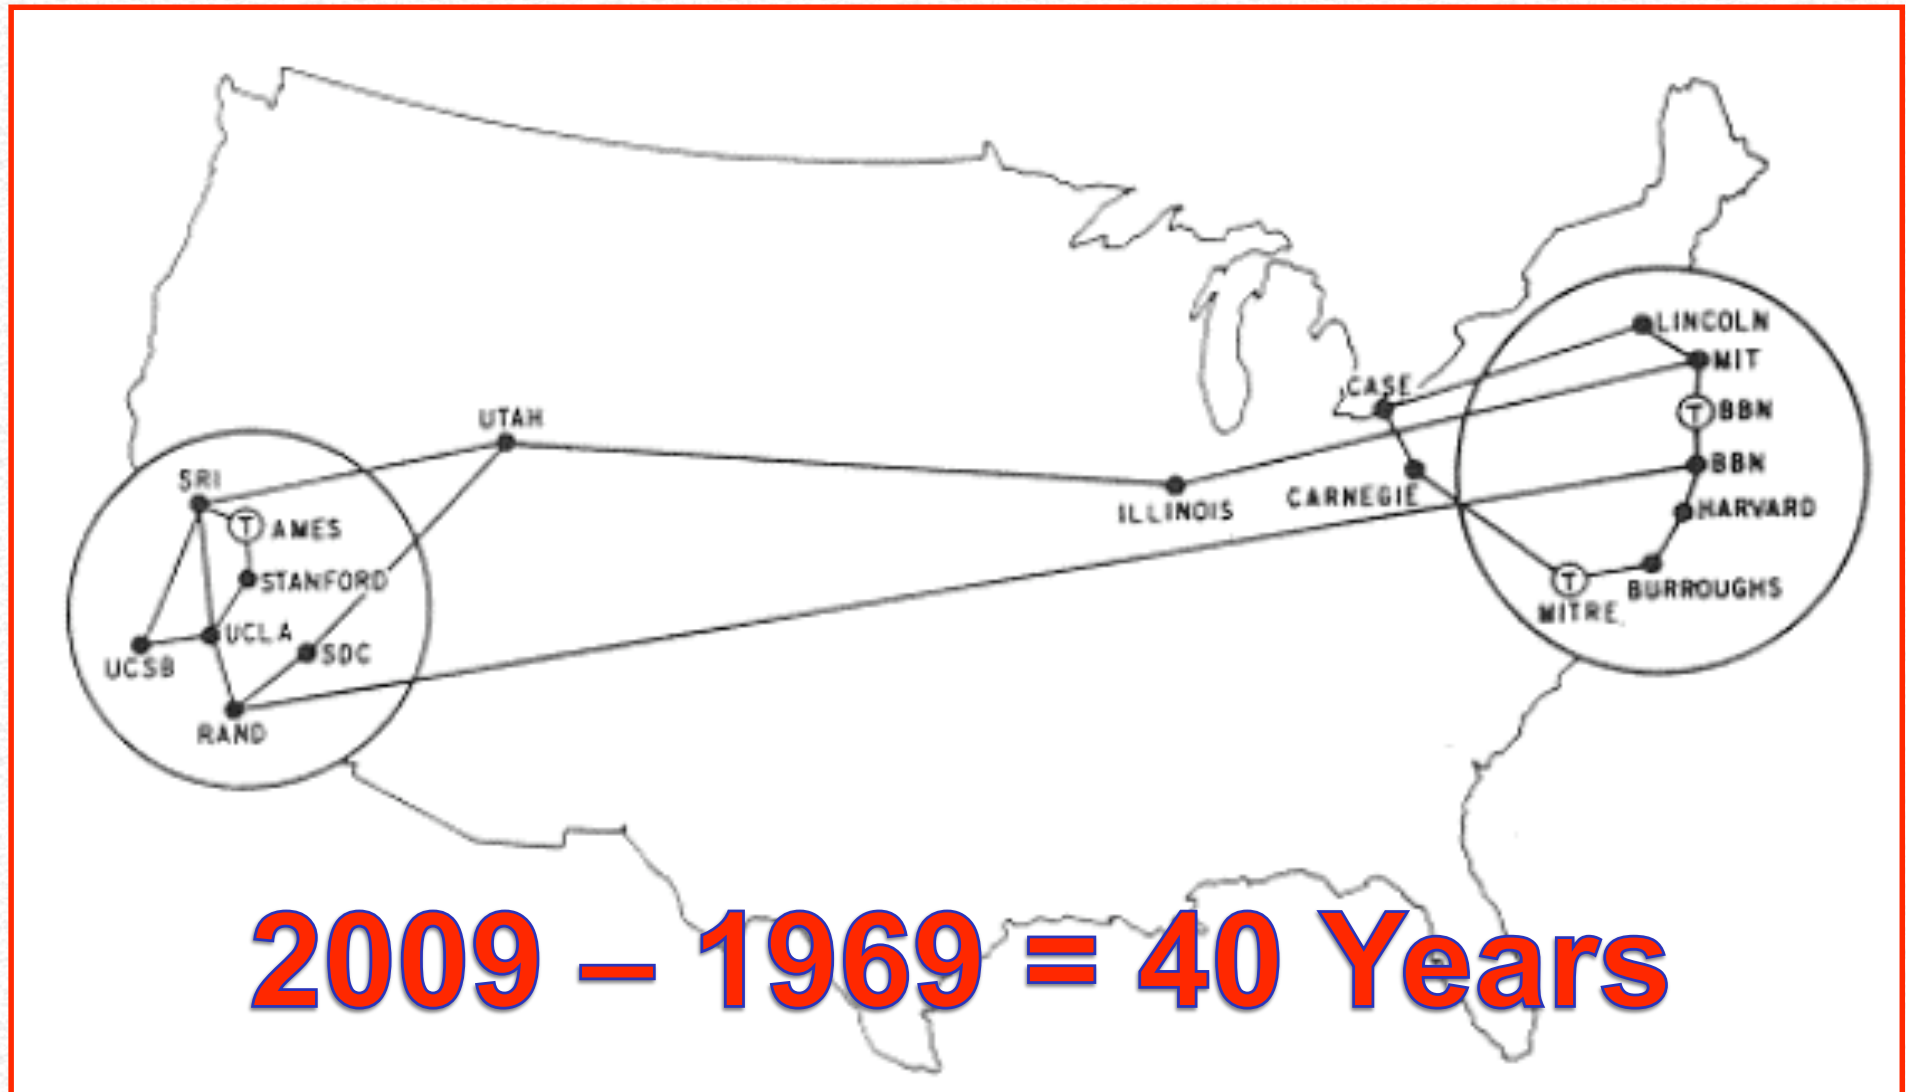 LINCOLN
MIT
CASE
T BBN
UTAH
BBN
SRI
ILLINOIS
CARNEGIE
HARVARD
T AMES
STANFORD
T
MITRE
BURROUGHS
UCLA
UCSB
SDC
RAND
2009 – 1969 = 40 Years